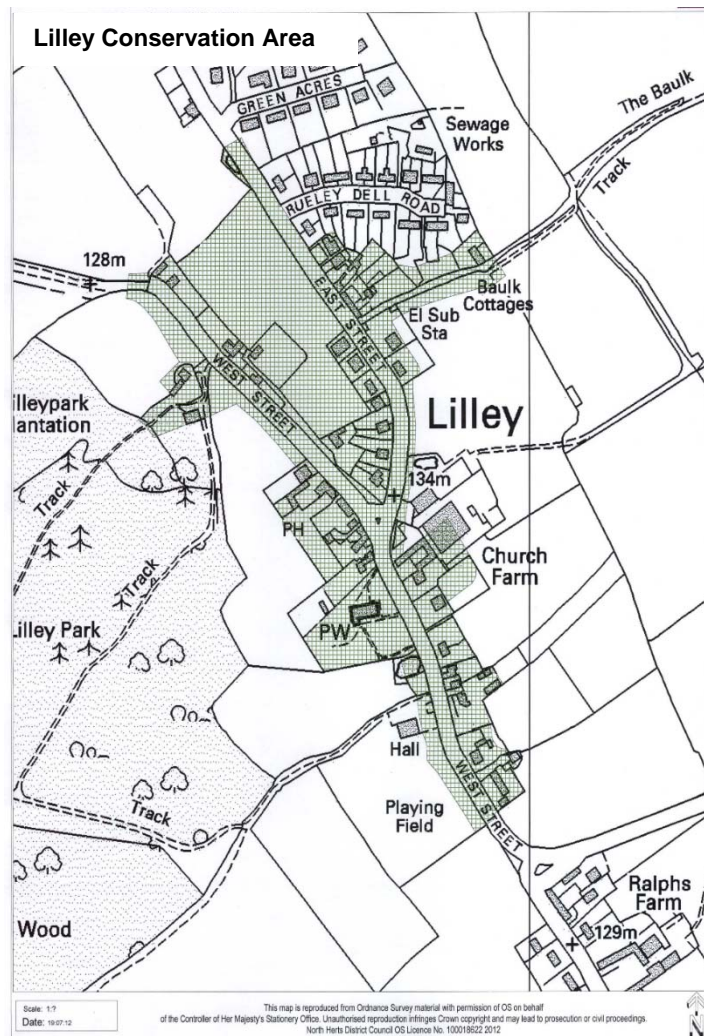 Lilley Conservation Area
GREEN ACRES
The Baulk
Sewage
Works
Track
RUELEY DELL ROAD
128m
EAST STREET
Baulk
Cottages
El Sub
Sta
WEST STREET
illeypark
lantation
Lilley
Track
134m
PH
Church
Farm
Track
PW
Lilley Park
Hall
WEST STREET
Track
Playing
Field
Ralphs
Farm
129m
Wood
Scale: 1:?
Date: 19:07:12
This map is reproduced from Ordnance Survey material with permission of OS on behalf
of the Controller of Her Majesty's Stationery Office. Unauthorised reproduction infringes Crown copyright and may lead to prosecution or civil proceedings.
North Herts District Council OS Licence No. 100018622 2012
N